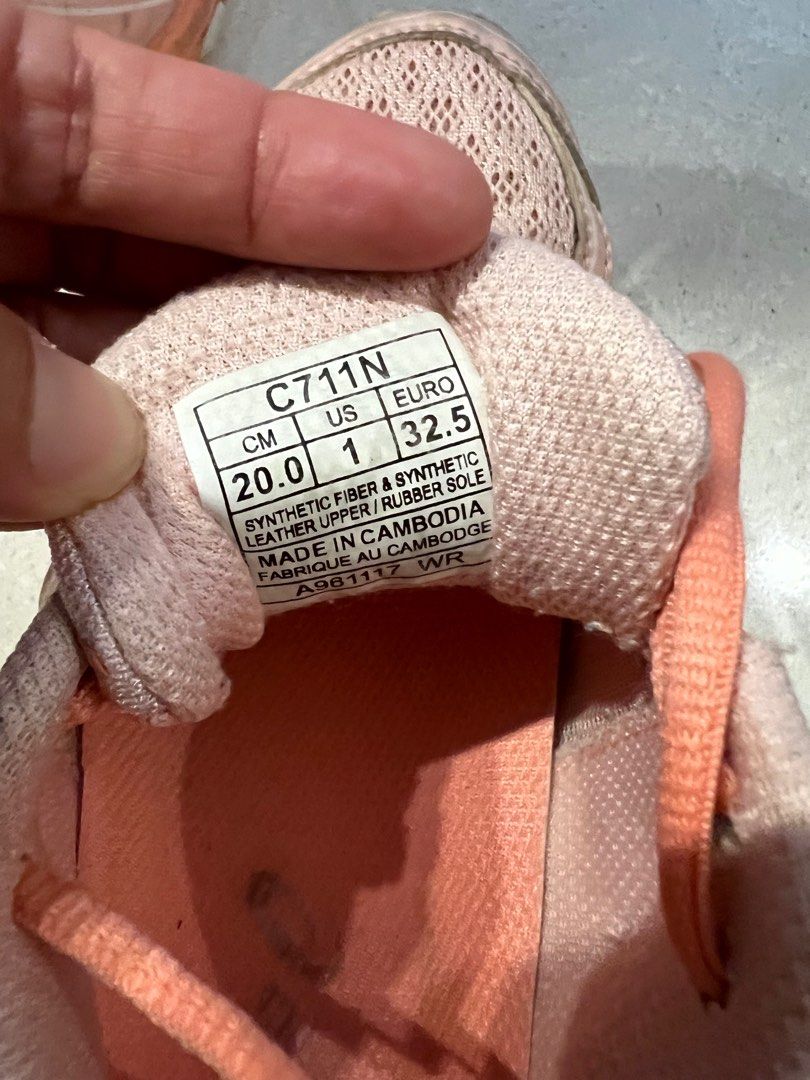 C711N
CM US EURO
20.0 1 32.5
SYNTHETIC FIBER & SYNTHETIC
LEATHER UPPER / RUBBER SOLE
MADE IN CAMBODIA
FABRIQUE AU CAMBODGE
A961117 WR